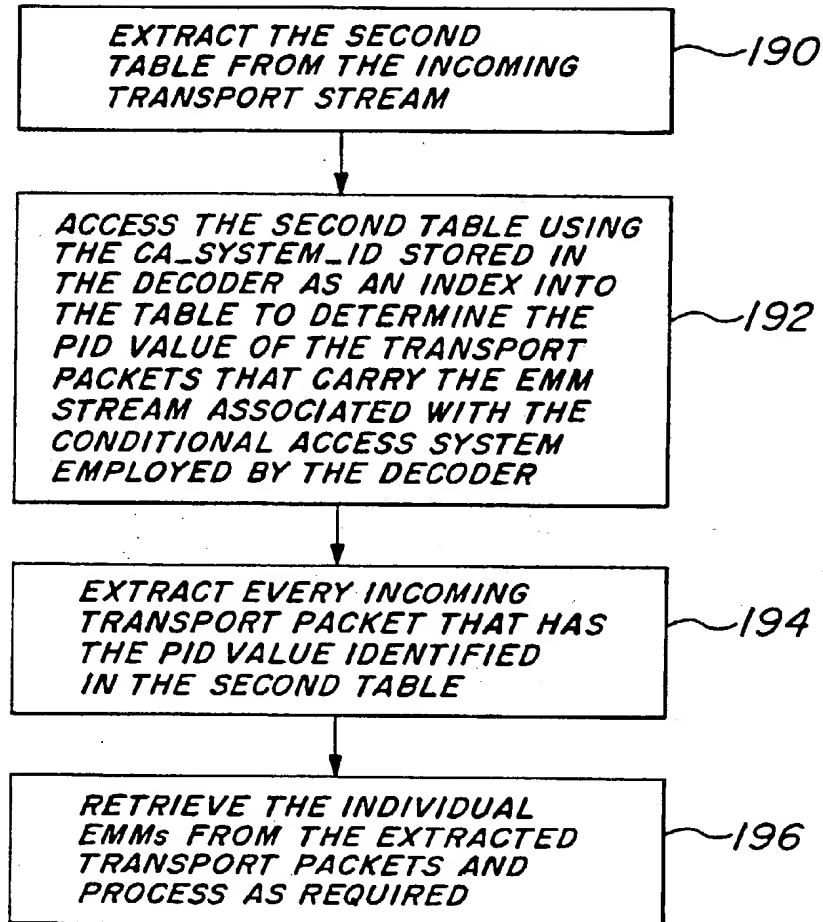 EXTRACT THE SECOND
TABLE FROM THE INCOMING
TRANSPORT STREAM
190
ACCESS THE SECOND TABLE USING
THE CA_SYSTEM_ID STORED IN
THE DECODER AS AN INDEX INTO
THE TABLE TO DETERMINE THE
PID VALUE OF THE TRANSPORT
PACKETS THAT CARRY THE EMM
STREAM ASSOCIATED WITH THE
CONDITIONAL ACCESS SYSTEM
EMPLOYED BY THE DECODER
192
EXTRACT EVERY INCOMING
TRANSPORT PACKET THAT HAS
THE PID VALUE IDENTIFIED
IN THE SECOND TABLE
194
RETRIEVE THE INDIVIDUAL
EMMs FROM THE EXTRACTED
TRANSPORT PACKETS AND
PROCESS AS REQUIRED
196